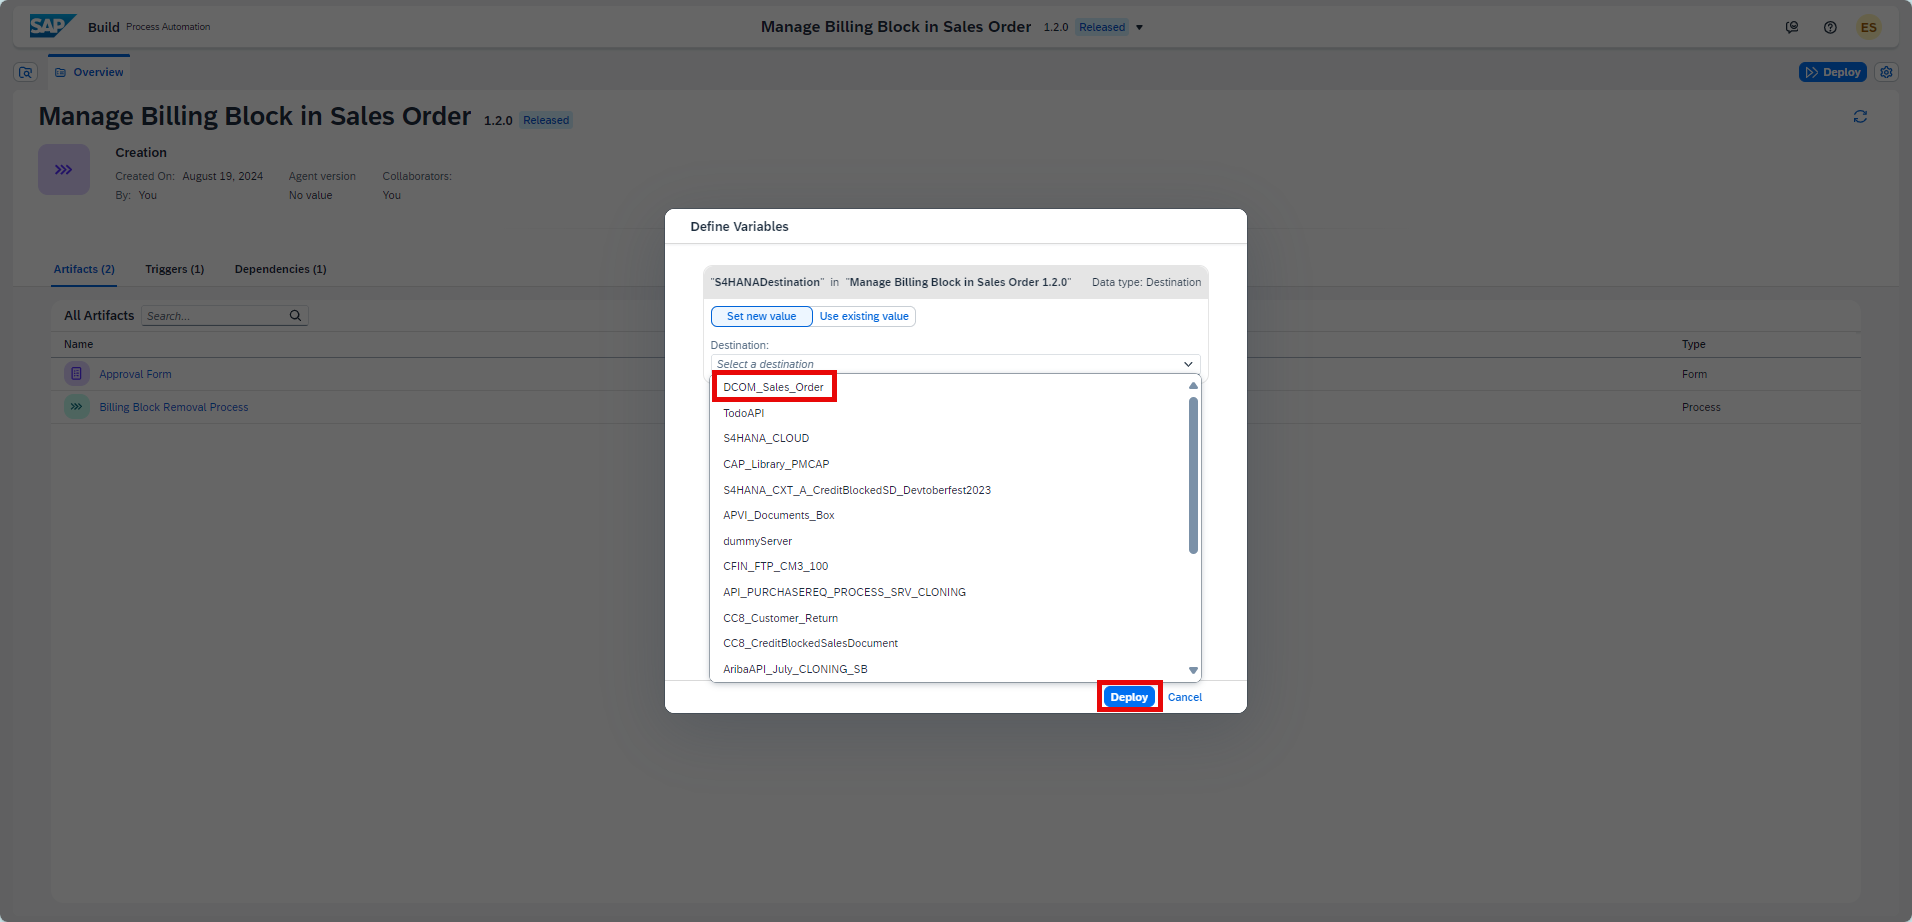 SAP Build Process Automation
Manage Billing Block in Sales Order 1.2.0 Released
ES
Overview
Deploy
Manage Billing Block in Sales Order 1.2.0 Released
Creation
Created On: August 19, 2024 Agent version Collaborators:
By: You No value You
Artifacts (2) Triggers (1) Dependencies (1)
All Artifacts Search...
Name Type
Approval Form Form
Billing Block Removal Process Process
Define Variables
"S4HANADestination" in "Manage Billing Block in Sales Order 1.2.0" Data type: Destination
Set new value Use existing value
Destination:
Select a destination
DCOM_Sales_Order
TodoAPI
S4HANA_CLOUD
CAP_Library_PMCAP
S4HANA_CXT_A_CreditBlockedSD_Devtoberfest2023
APVI_Documents_Box
dummyServer
CFIN_FTP_CM3_100
API_PURCHASEREQ_PROCESS_SRV_CLONING
CC8_Customer_Return
CC8_CreditBlockedSalesDocument
AribaAPI_July_CLONING_SB
Deploy Cancel